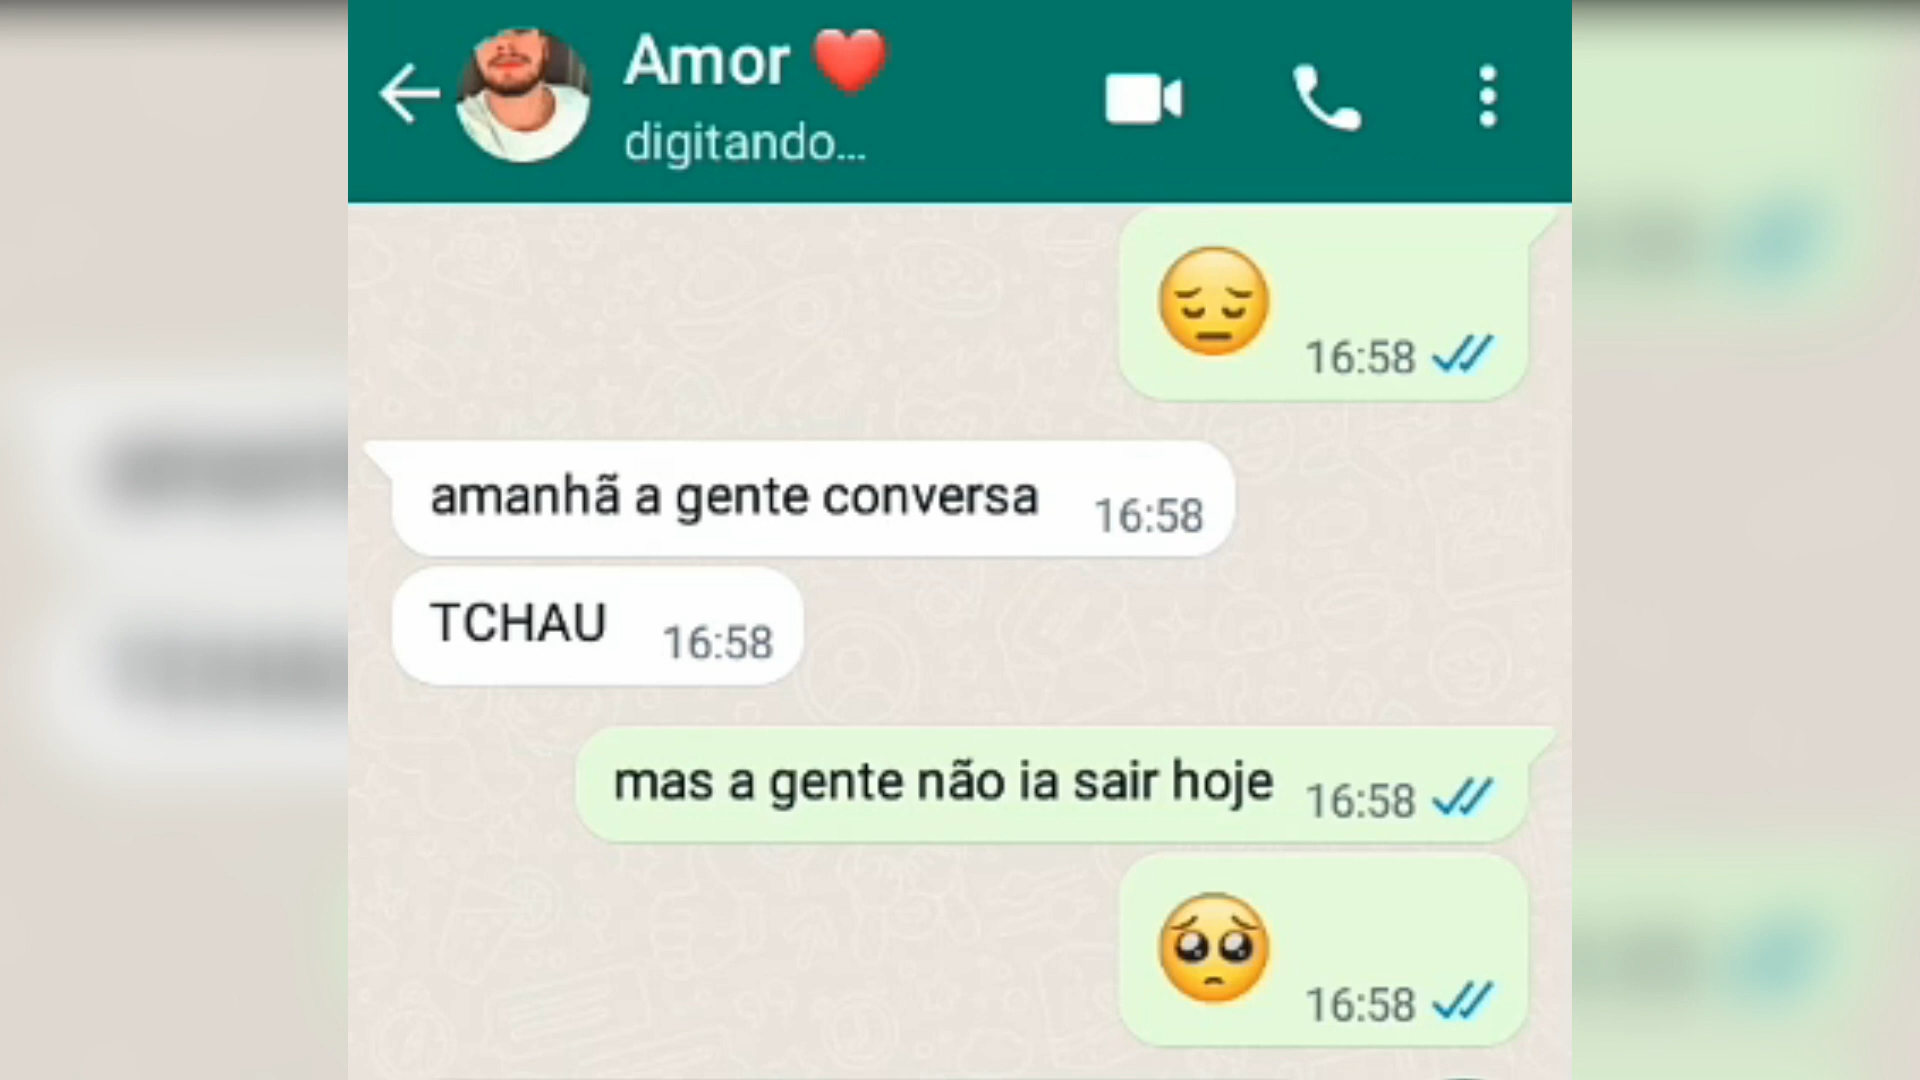 Amor ❤️
digitando...
😔
16:58
amanhã a gente conversa 16:58
TCHAU 16:58
mas a gente não ia sair hoje 16:58
🥺
16:58